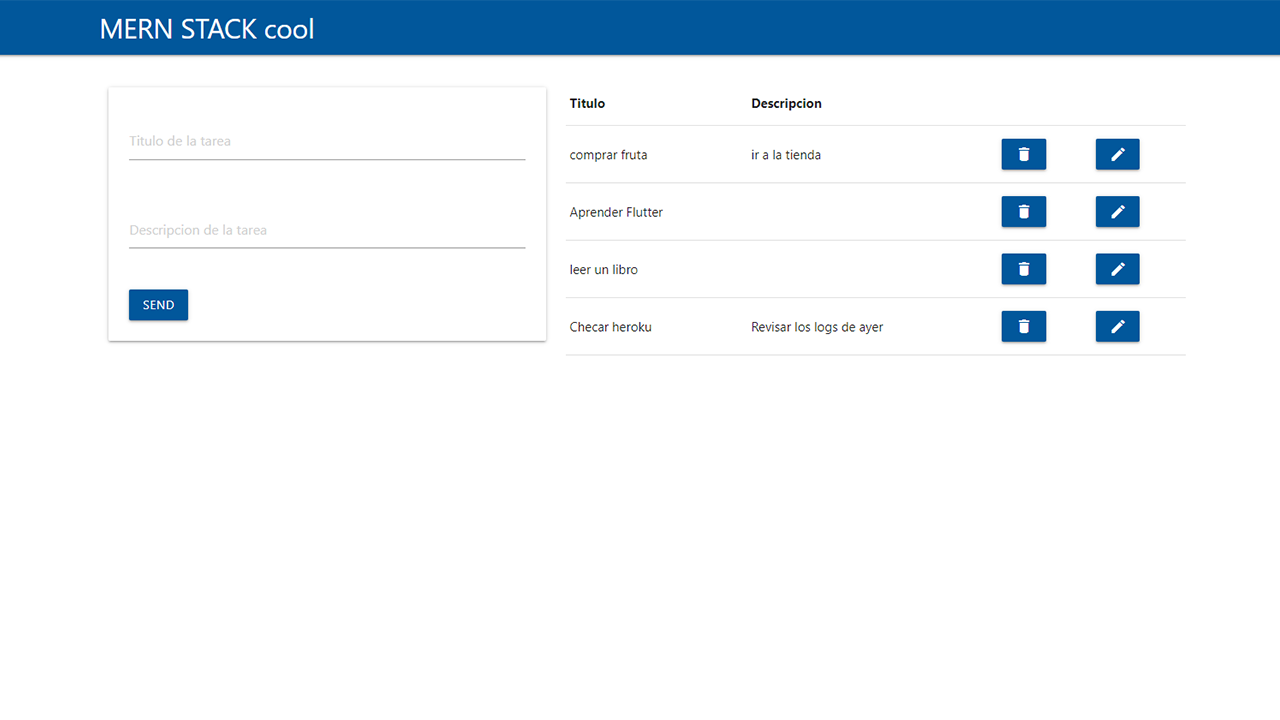 MERN STACK cool
Titulo de la tarea
Descripcion de la tarea
SEND
Titulo Descripcion
comprar fruta ir a la tienda
Aprender Flutter
leer un libro
Checar heroku Revisar los logs de ayer